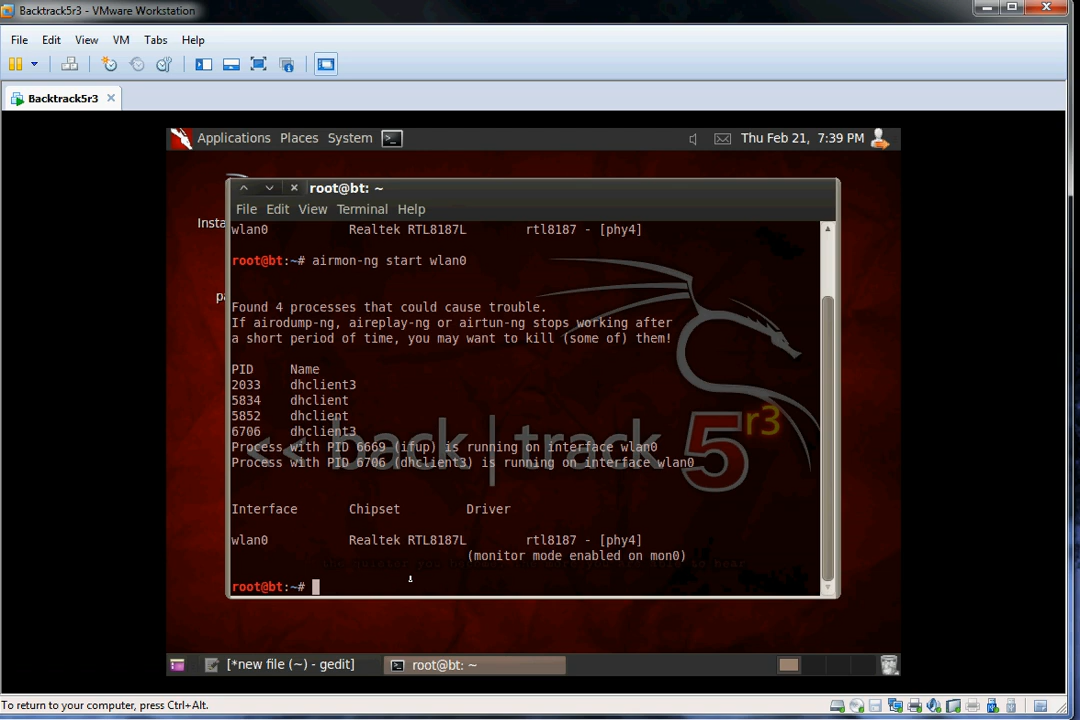 Backtrack5r3 - VMware Workstation
File Edit View VM Tabs Help
Backtrack5r3
Applications Places System Thu Feb 21, 7:39 PM
root@bt: ~
File Edit View Terminal Help
Insta
wlan0 Realtek RTL8187L rtl8187 - [phy4]
root@bt:~# airmon-ng start wlan0
Found 4 processes that could cause trouble.
If airodump-ng, aireplay-ng or airtun-ng stops working after
a short period of time, you may want to kill (some of) them!
PID Name
2033 dhclient3
5834 dhclient
5852 dhclient
6706 dhclient3
Process with PID 6669 (ifup) is running on interface wlan0
Process with PID 6706 (dhclient3) is running on interface wlan0
<< back | track 5 r3
Interface Chipset Driver
wlan0 Realtek RTL8187L rtl8187 - [phy4]
(monitor mode enabled on mon0)
root@bt:~#
[*new file (~) - gedit] root@bt: ~
To return to your computer, press Ctrl+Alt.